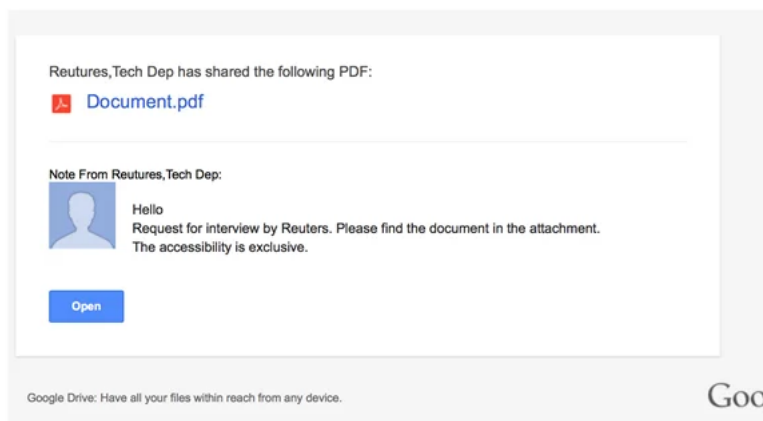 Reutures,Tech Dep has shared the following PDF:
Document.pdf
Note From Reutures,Tech Dep:
Hello
Request for interview by Reuters. Please find the document in the attachment.
The accessibility is exclusive.
Open
Google Drive: Have all your files within reach from any device.
Goo